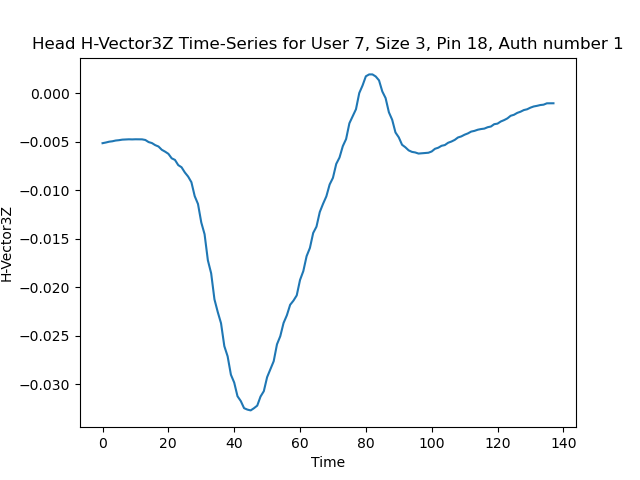 Head H-Vector3Z Time-Series for User 7, Size 3, Pin 18, Auth number 1
H-Vector3Z
0.000
−0.005
−0.010
−0.015
−0.020
−0.025
−0.030
0 20 40 60 80 100 120 140
Time